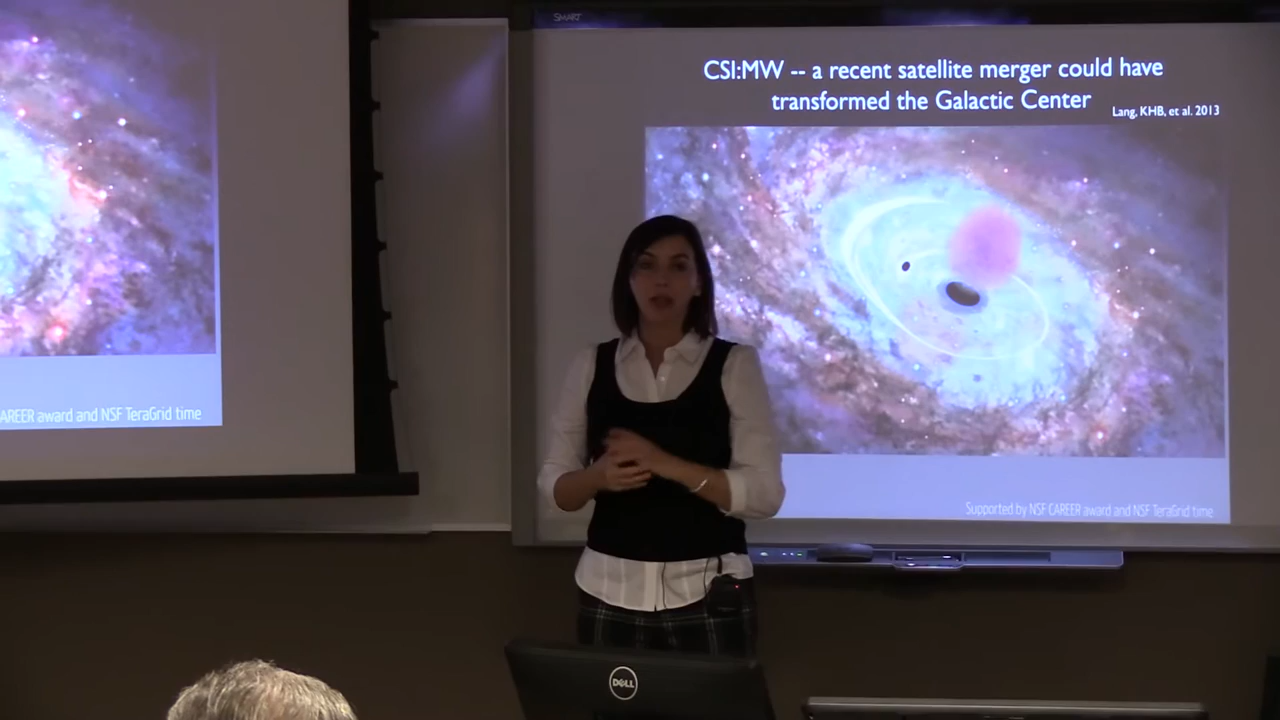 SMART
CSI:MW -- a recent satellite merger could have
transformed the Galactic Center
Lang, KHB, et al. 2013
AREER award and NSF TeraGrid time
Supported by NSF CAREER award and NSF TeraGrid time
DELL